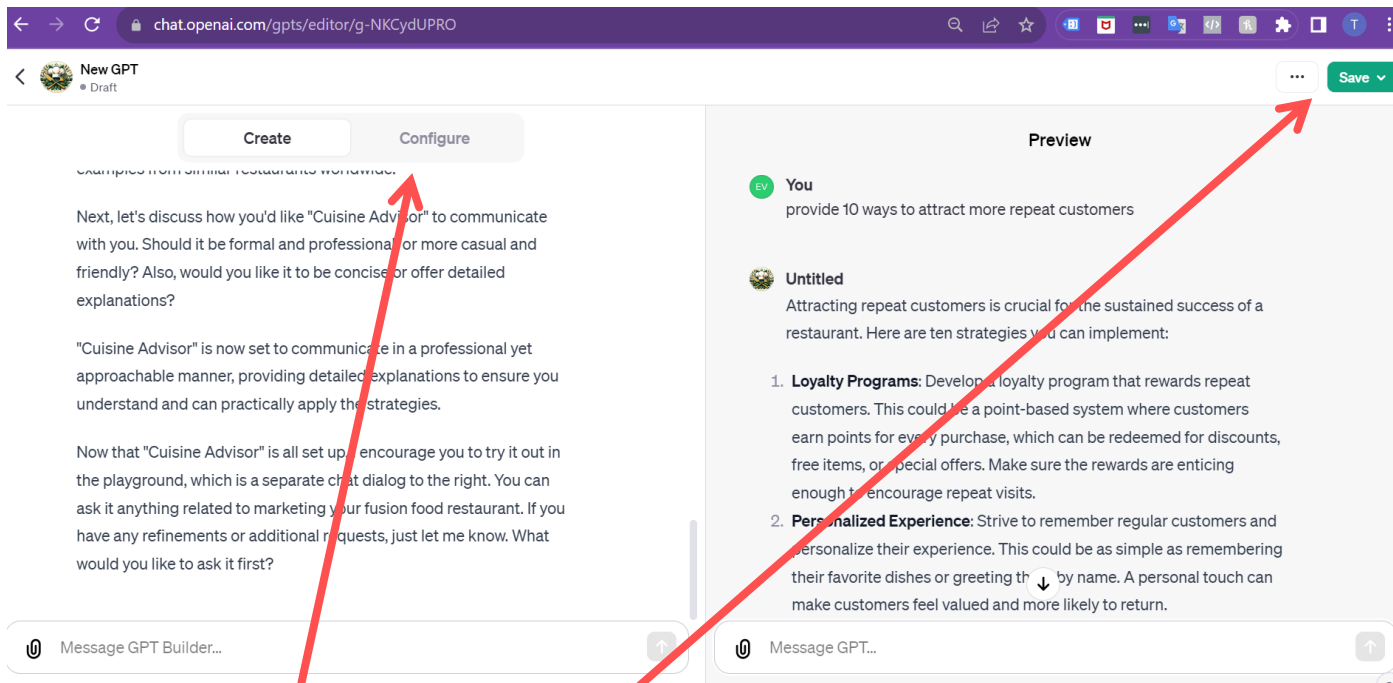 chat.openai.com/gpts/editor/g-NKCydUPRO
T
New GPT
Draft
Save
Create
Configure
examples from similar restaurants worldwide.
Next, let's discuss how you'd like "Cuisine Advisor" to communicate
with you. Should it be formal and professional or more casual and
friendly? Also, would you like it to be concise or offer detailed
explanations?
"Cuisine Advisor" is now set to communicate in a professional yet
approachable manner, providing detailed explanations to ensure you
understand and can practically apply the strategies.
Now that "Cuisine Advisor" is all set up, I encourage you to try it out in
the playground, which is a separate chat dialog to the right. You can
ask it anything related to marketing your fusion food restaurant. If you
have any refinements or additional requests, just let me know. What
would you like to ask it first?
Message GPT Builder...
Preview
EV
You
provide 10 ways to attract more repeat customers
Untitled
Attracting repeat customers is crucial for the sustained success of a
restaurant. Here are ten strategies you can implement:
1. Loyalty Programs: Develop a loyalty program that rewards repeat
customers. This could be a point-based system where customers
earn points for every purchase, which can be redeemed for discounts,
free items, or special offers. Make sure the rewards are enticing
enough to encourage repeat visits.
2. Personalized Experience: Strive to remember regular customers and
personalize their experience. This could be as simple as remembering
their favorite dishes or greeting by name. A personal touch can
make customers feel valued and more likely to return.
Message GPT...